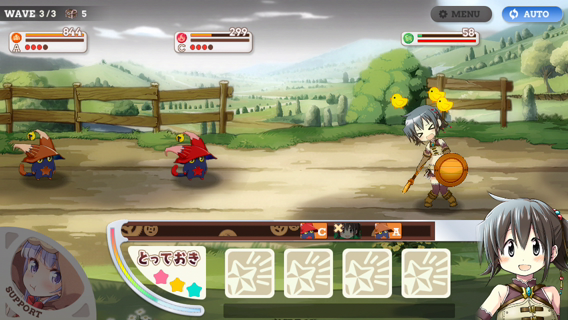 WAVE 3/3 5
MENU
AUTO
844
A
299
C
58
C
A
とっておき
SUPPORT